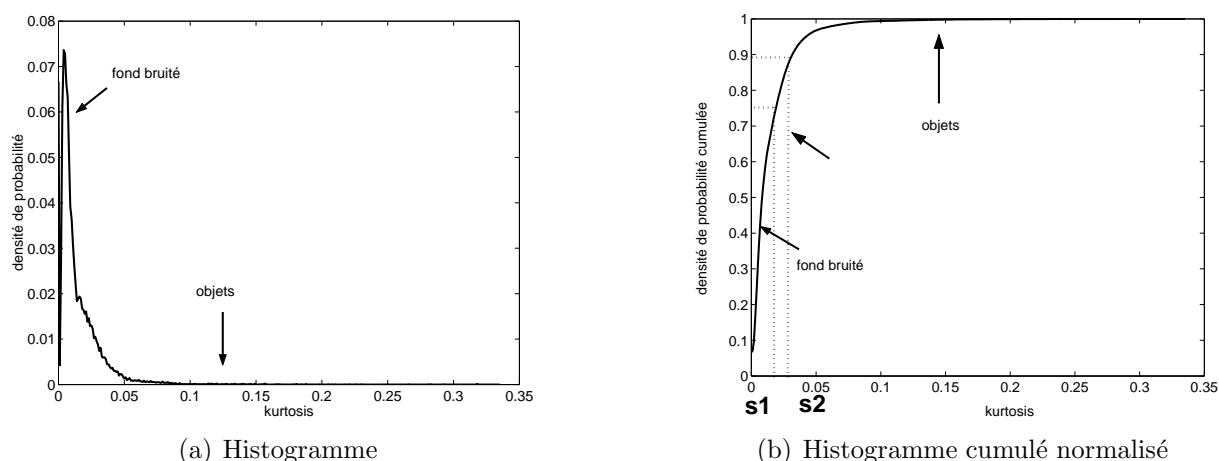 0.08
0.07
0.06
0.05
0.04
0.03
0.02
0.01
0
densité de probabilité
fond bruité
objets
0 0.05 0.1 0.15 0.2 0.25 0.3 0.35
kurtosis
(a) Histogramme
1
0.9
0.8
0.7
0.6
0.5
0.4
0.3
0.2
0.1
0
densité de probabilité cumulée
objets
fond bruité
0 0.05 0.1 0.15 0.2 0.25 0.3 0.35
s1 s2
kurtosis
(b) Histogramme cumulé normalisé